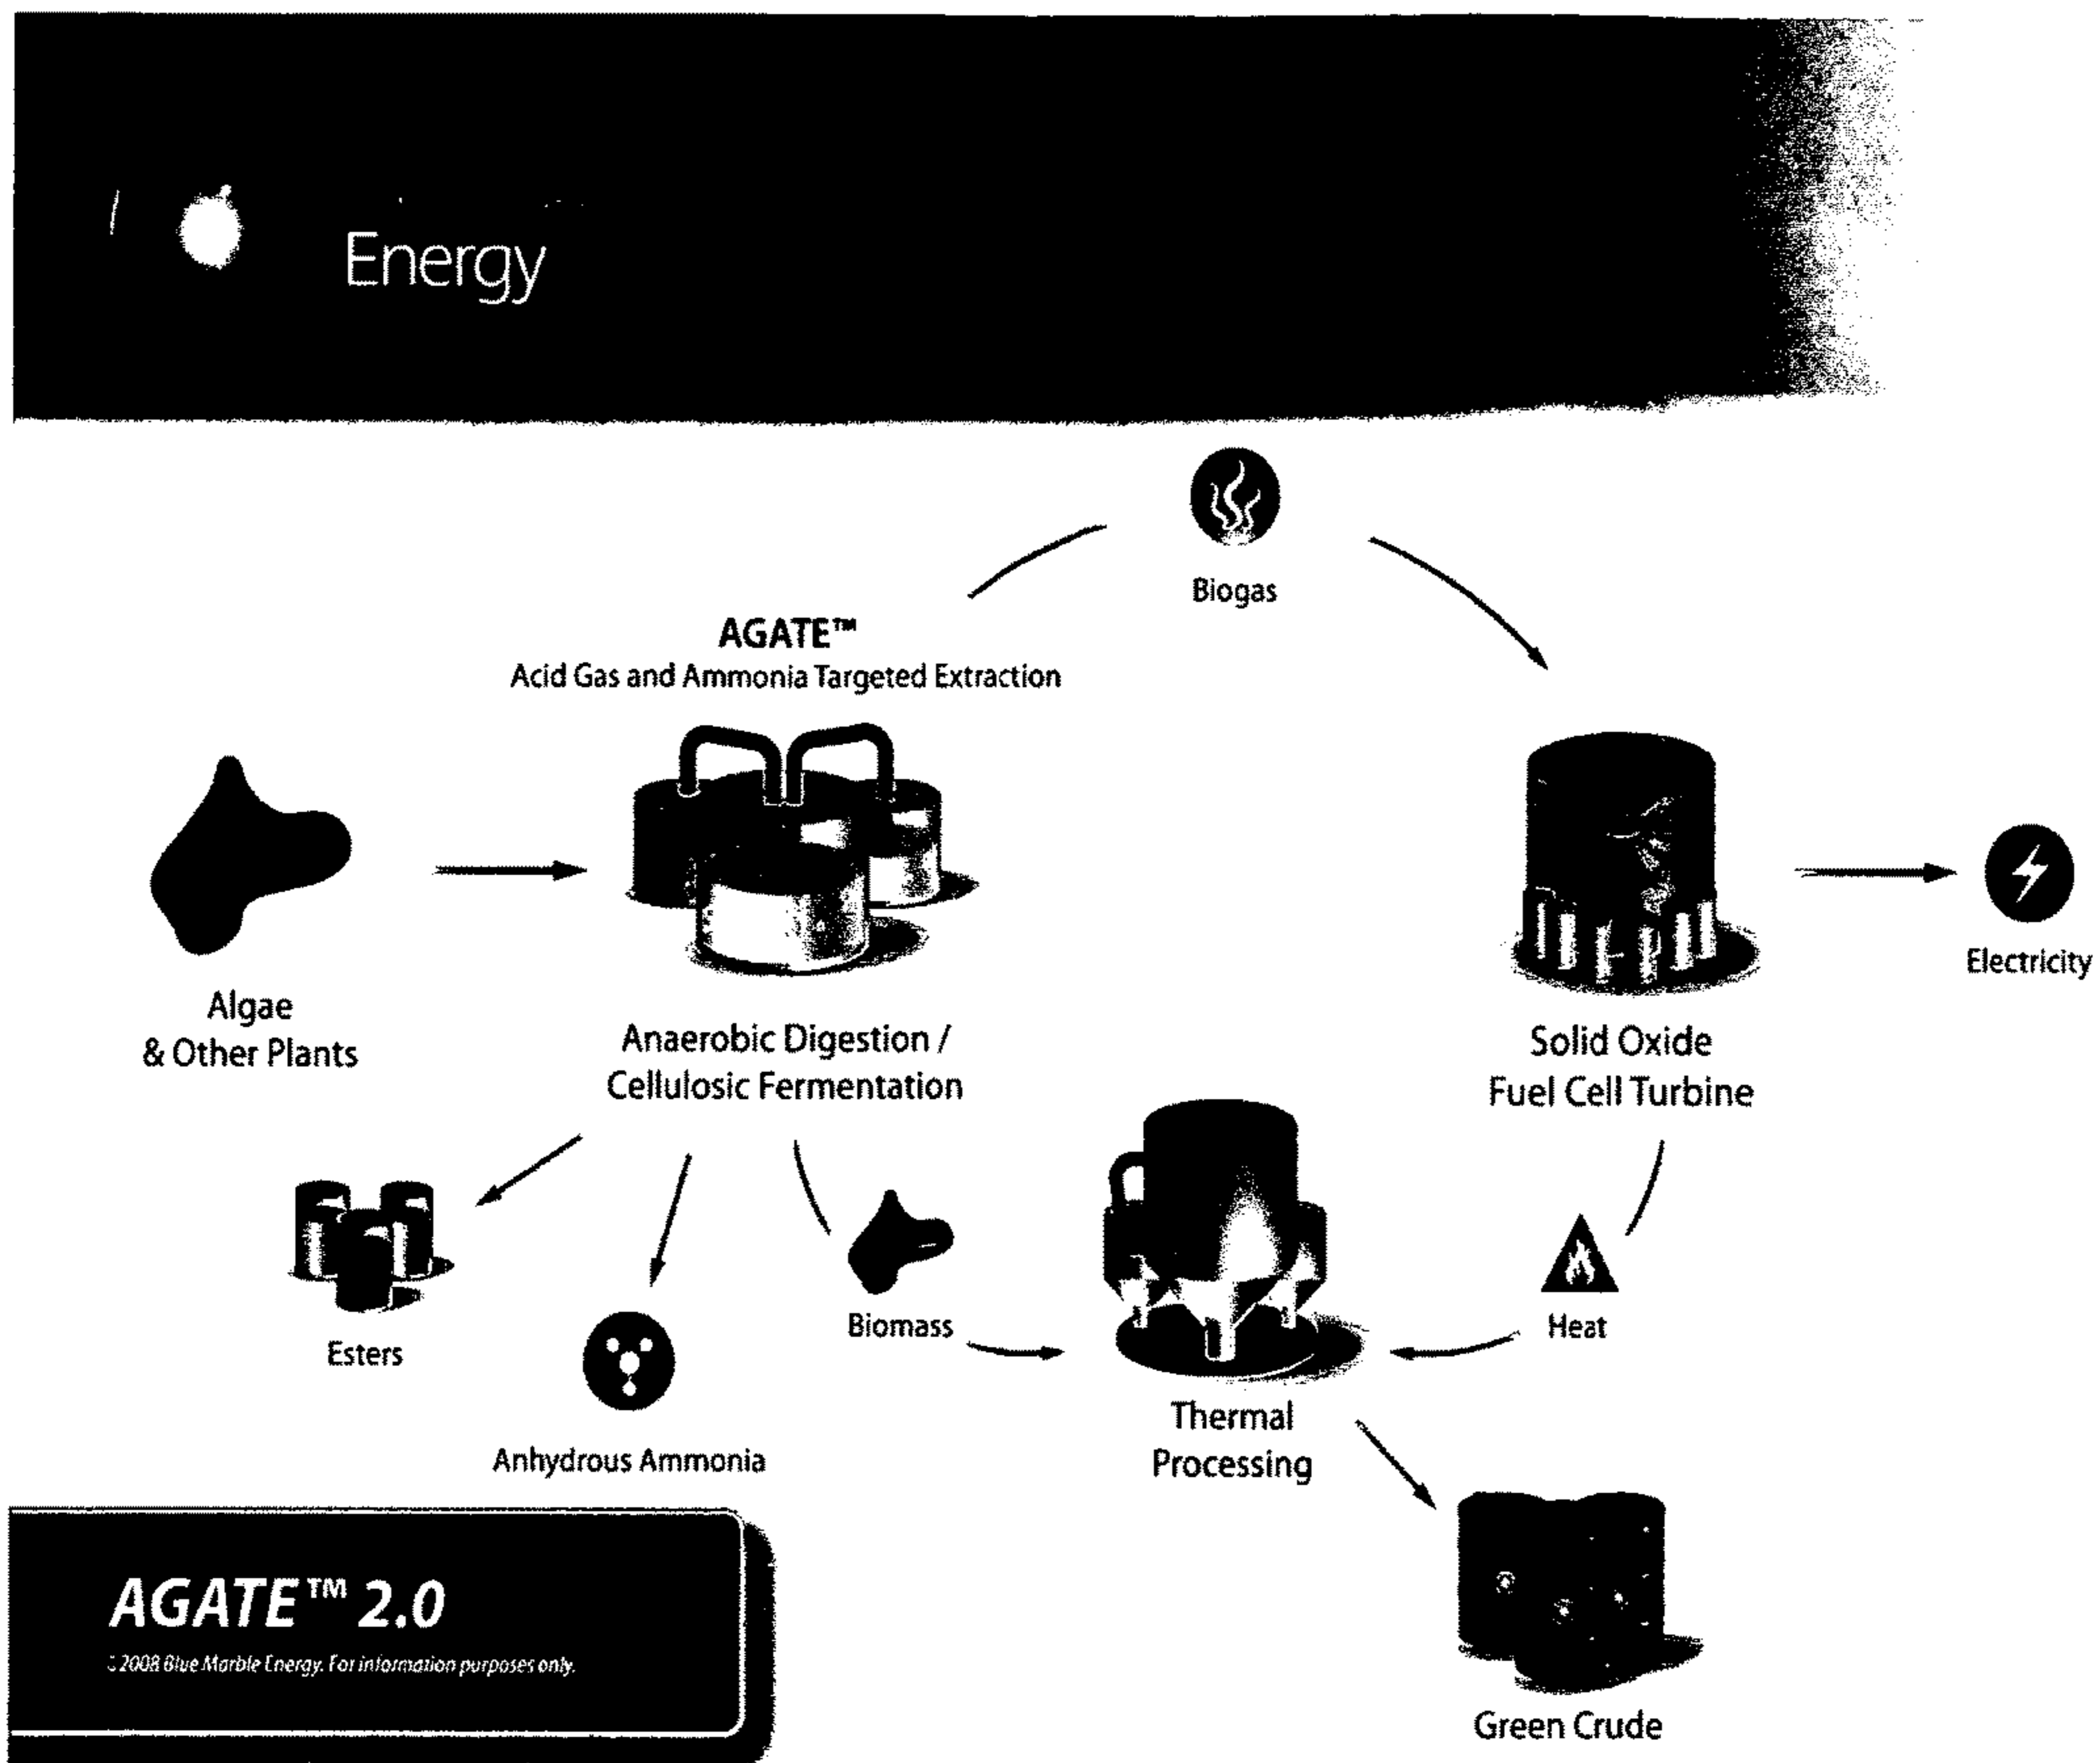 Energy
Biogas
AGATE™
Acid Gas and Ammonia Targeted Extraction
Algae
& Other Plants
Anaerobic Digestion /
Cellulosic Fermentation
Solid Oxide
Fuel Cell Turbine
Electricity
Esters
Anhydrous Ammonia
Biomass
Heat
Thermal
Processing
Green Crude
AGATE™ 2.0
© 2008 Blue Marble Energy. For information purposes only.